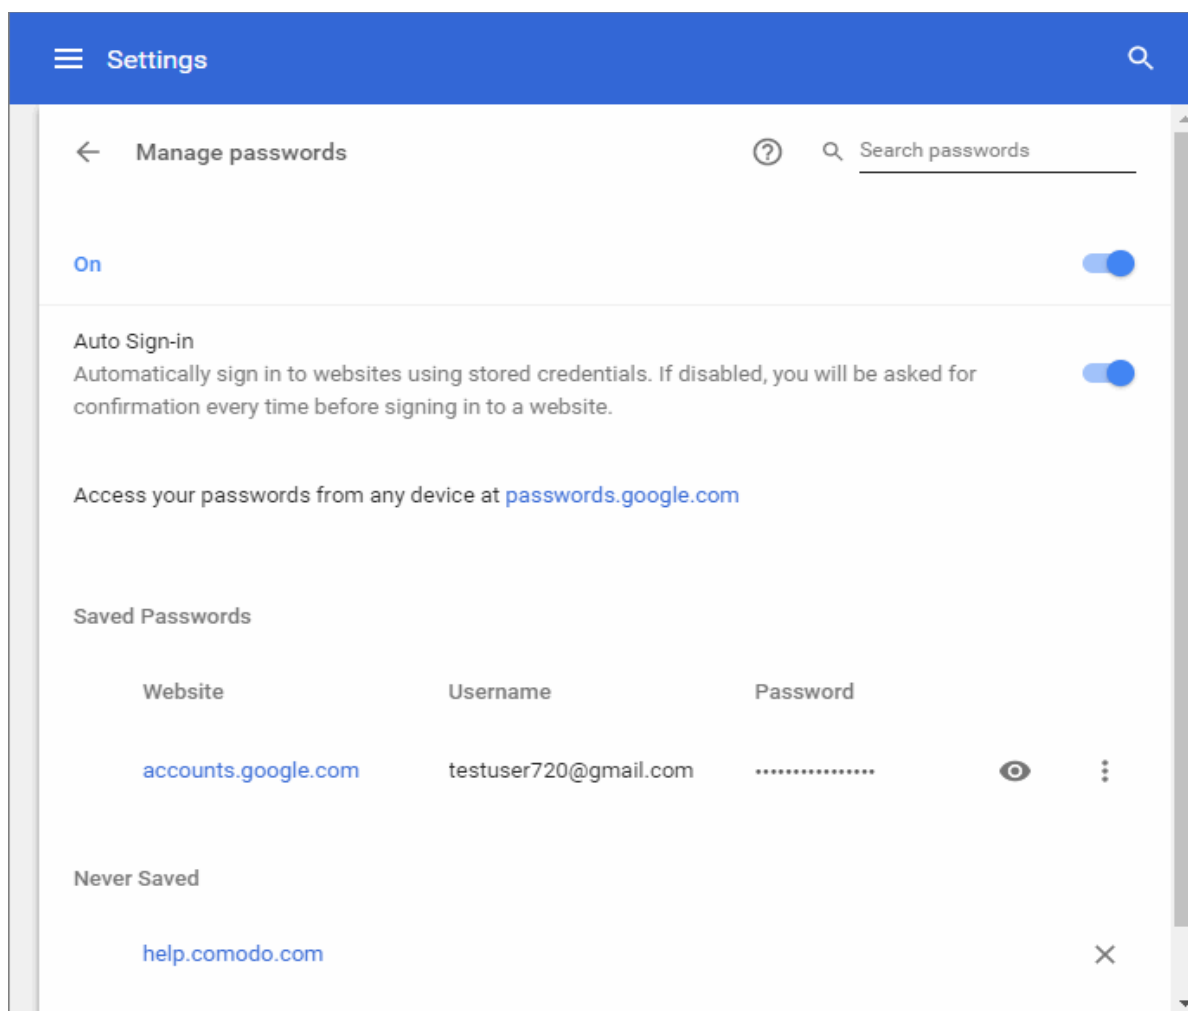 Settings
Manage passwords
Search passwords
On
Auto Sign-in
Automatically sign in to websites using stored credentials. If disabled, you will be asked for
confirmation every time before signing in to a website.
Access your passwords from any device at passwords.google.com
Saved Passwords
Website Username Password
accounts.google.com testuser720@gmail.com ••••••••••••••••
Never Saved
help.comodo.com